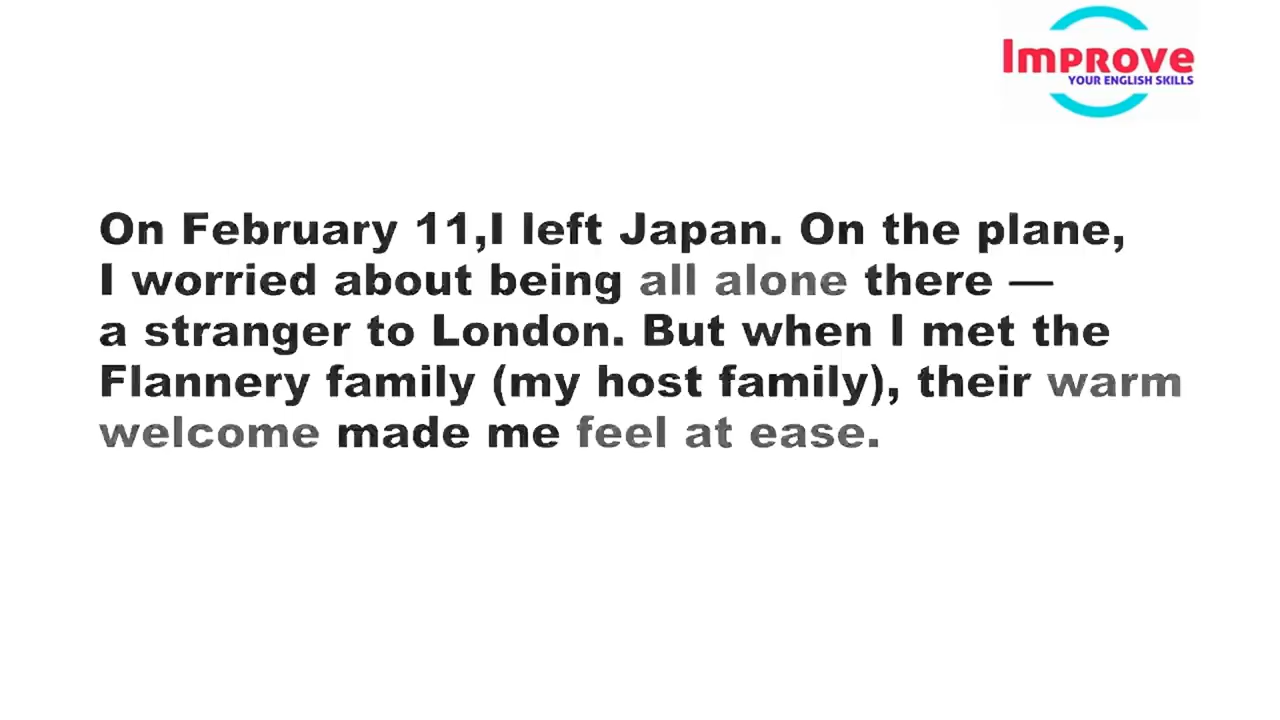 Improve
YOUR ENGLISH SKILLS
On February 11,I left Japan. On the plane,
I worried about being all alone there —
a stranger to London. But when I met the
Flannery family (my host family), their warm
welcome made me feel at ease.